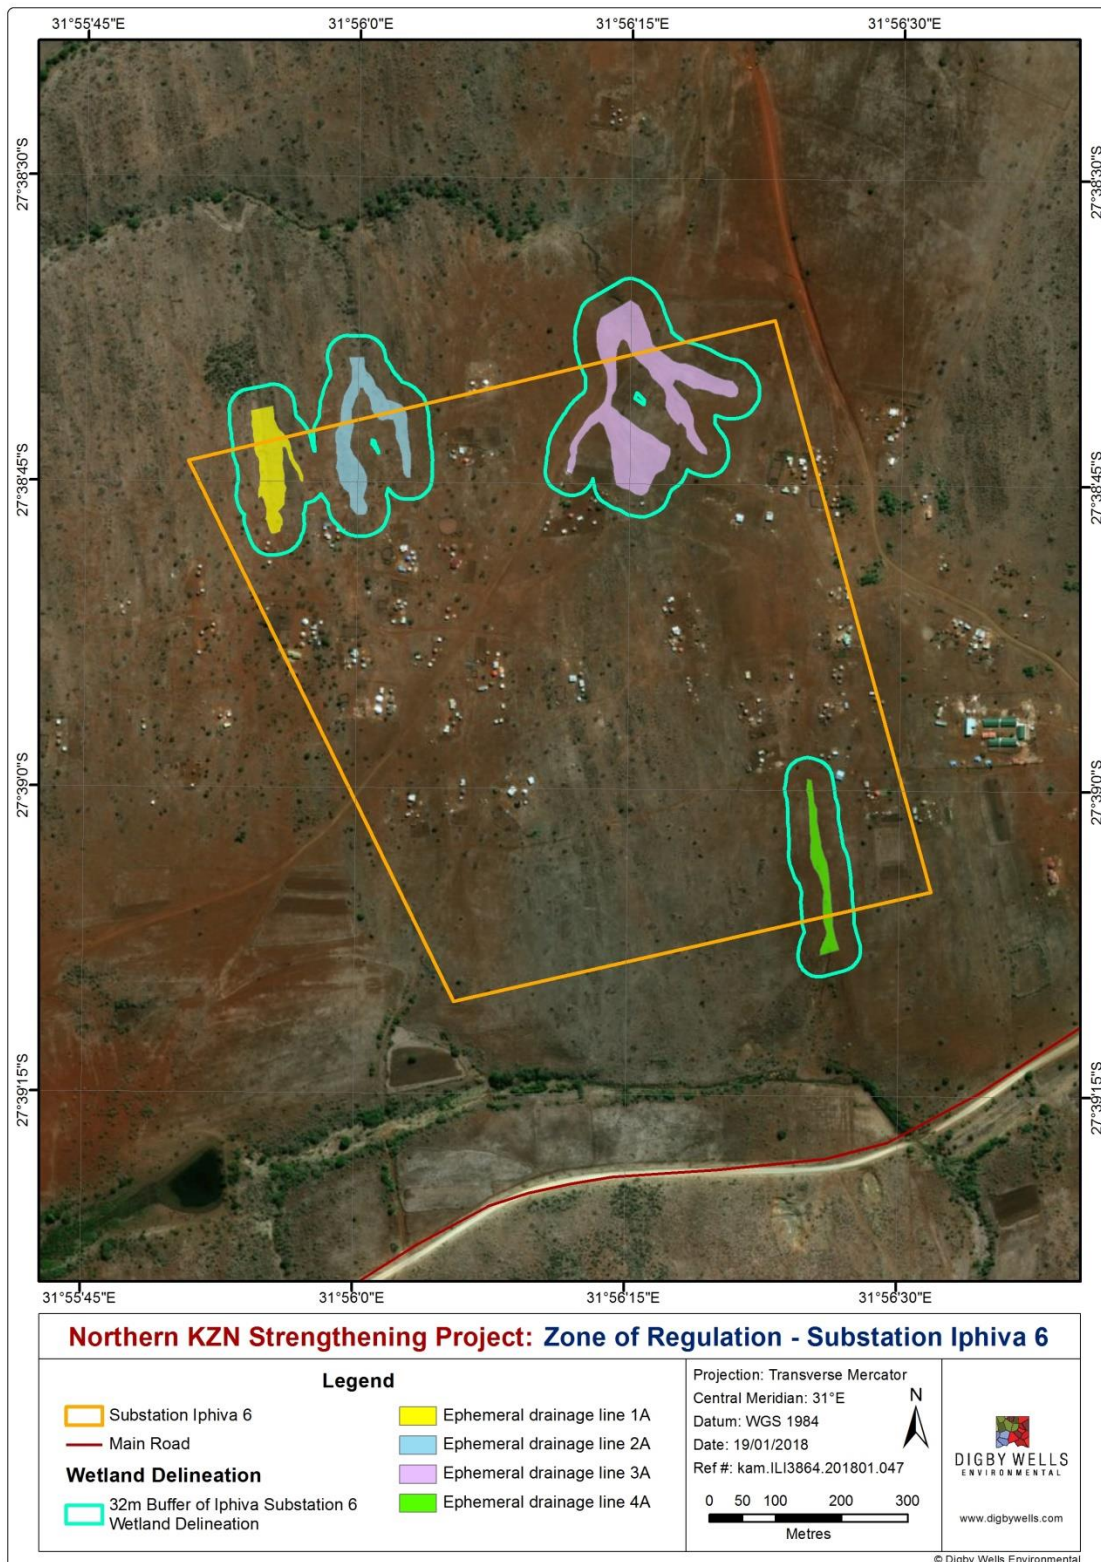 31°55'45"E 31°56'0"E 31°56'15"E 31°56'30"E
27°38'30"S 27°38'30"S
27°38'45"S 27°38'45"S
27°39'0"S 27°39'0"S
27°39'15"S 27°39'15"S
31°55'45"E 31°56'0"E 31°56'15"E 31°56'30"E
Northern KZN Strengthening Project: Zone of Regulation - Substation Iphiva 6
Legend
Substation Iphiva 6
Main Road
Wetland Delineation
32m Buffer of Iphiva Substation 6
Wetland Delineation
Ephemeral drainage line 1A
Ephemeral drainage line 2A
Ephemeral drainage line 3A
Ephemeral drainage line 4A
Projection: Transverse Mercator
Central Meridian: 31°E
Datum: WGS 1984
Date: 19/01/2018
Ref #: kam.ILI3864.201801.047
N
0 50 100 200 300
Metres
DIGBY WELLS
ENVIRONMENTAL
www.digbywells.com
© Digby Wells Environmental